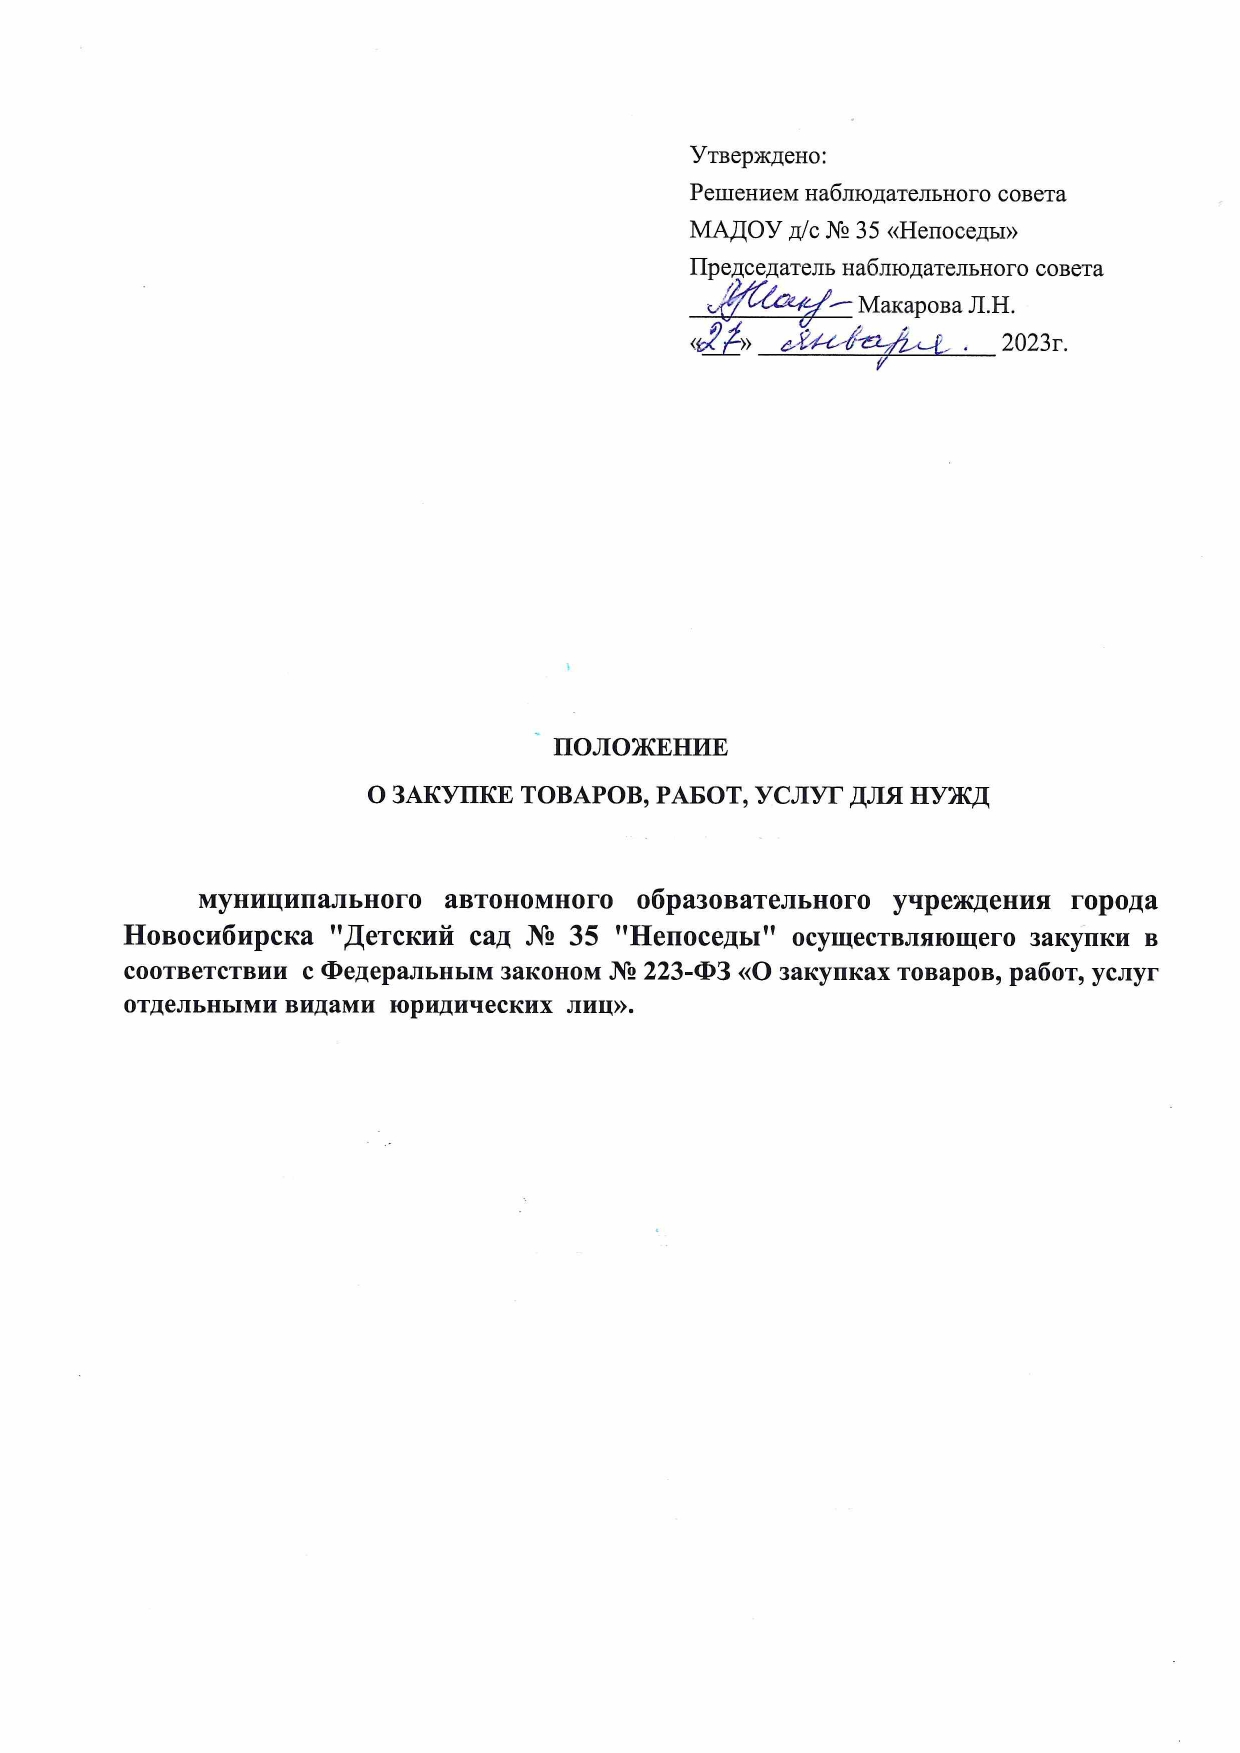 Утверждено:
Решением наблюдательного совета
МАДОУ д/с № 35 «Непоседы»
Председатель наблюдательного совета
Макарова Л.Н.
«27» января. 2023г.
ПОЛОЖЕНИЕ
О ЗАКУПКЕ ТОВАРОВ, РАБОТ, УСЛУГ ДЛЯ НУЖД
муниципального автономного образовательного учреждения города
Новосибирска "Детский сад № 35 "Непоседы" осуществляющего закупки в
соответствии с Федеральным законом № 223-ФЗ «О закупках товаров, работ, услуг
отдельными видами юридических лиц».